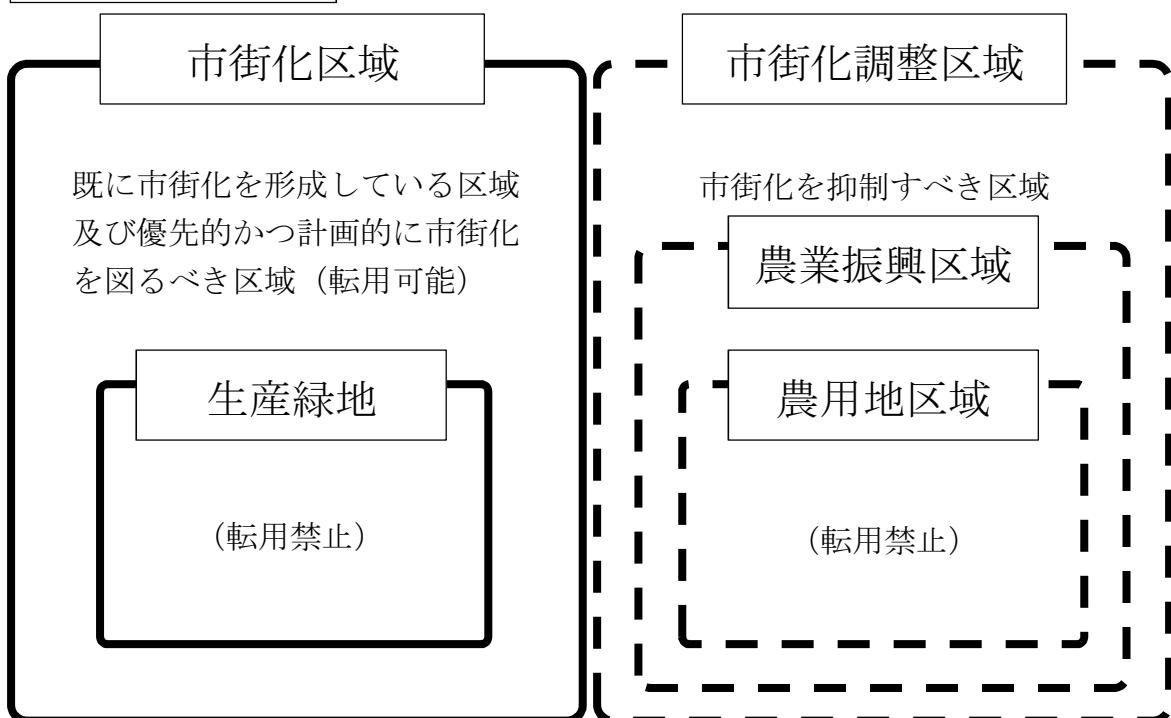 市街化区域
既に市街化を形成している区域
及び優先的かつ計画的に市街化
を図るべき区域（転用可能）
生産緑地
（転用禁止）
市街化調整区域
市街化を抑制すべき区域
農業振興区域
農用地区域
（転用禁止）